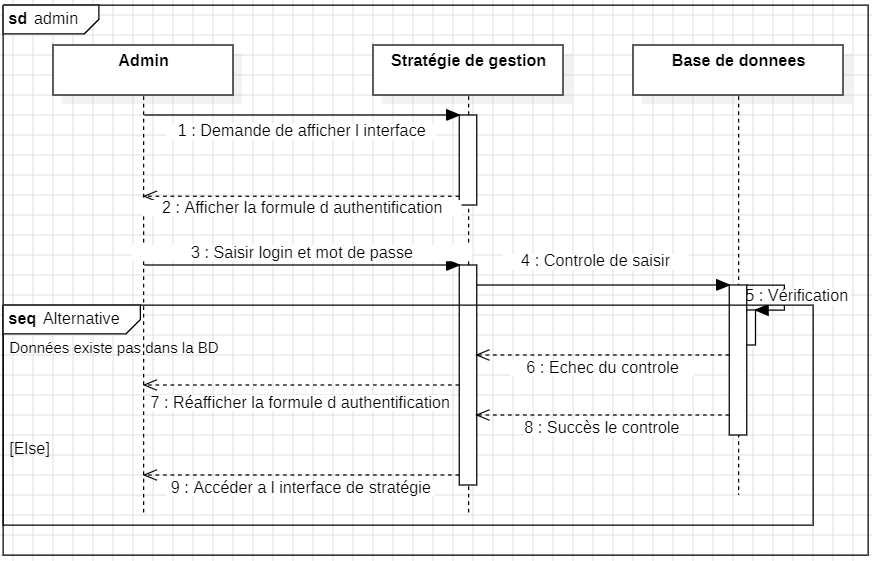 sd admin
Admin
Stratégie de gestion
Base de donnees
1 : Demande de afficher l interface
2 : Afficher la formule d authentification
3 : Saisir login et mot de passe
4 : Controle de saisir
5 : Vérification
seq Alternative
Données existe pas dans la BD
6 : Echec du controle
7 : Réafficher la formule d authentification
8 : Succès le controle
[Else]
9 : Accéder a l interface de stratégie